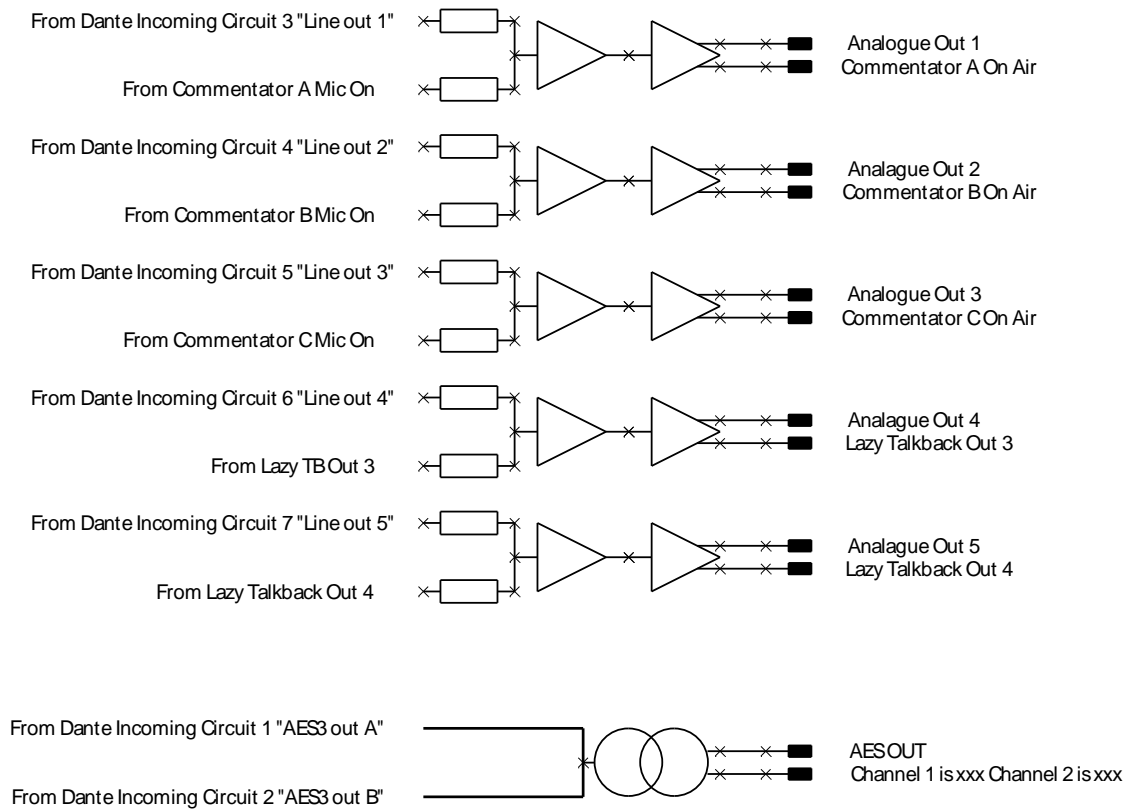 From Dante Incoming Circuit 3 "Line out 1"
Analogue Out 1
Commentator A On Air
From Commentator A Mic On
From Dante Incoming Circuit 4 "Line out 2"
Analague Out 2
Commentator B On Air
From Commentator B Mic On
From Dante Incoming Circuit 5 "Line out 3"
Analogue Out 3
Commentator C On Air
From Commentator C Mic On
From Dante Incoming Circuit 6 "Line out 4"
Analague Out 4
Lazy Talkback Out 3
From Lazy TB Out 3
From Dante Incoming Circuit 7 "Line out 5"
Analague Out 5
Lazy Talkback Out 4
From Lazy Talkback Out 4
From Dante Incoming Circuit 1 "AES3 out A"
AES OUT
Channel 1 is xxx Channel 2 is xxx
From Dante Incoming Circuit 2 "AES3 out B"